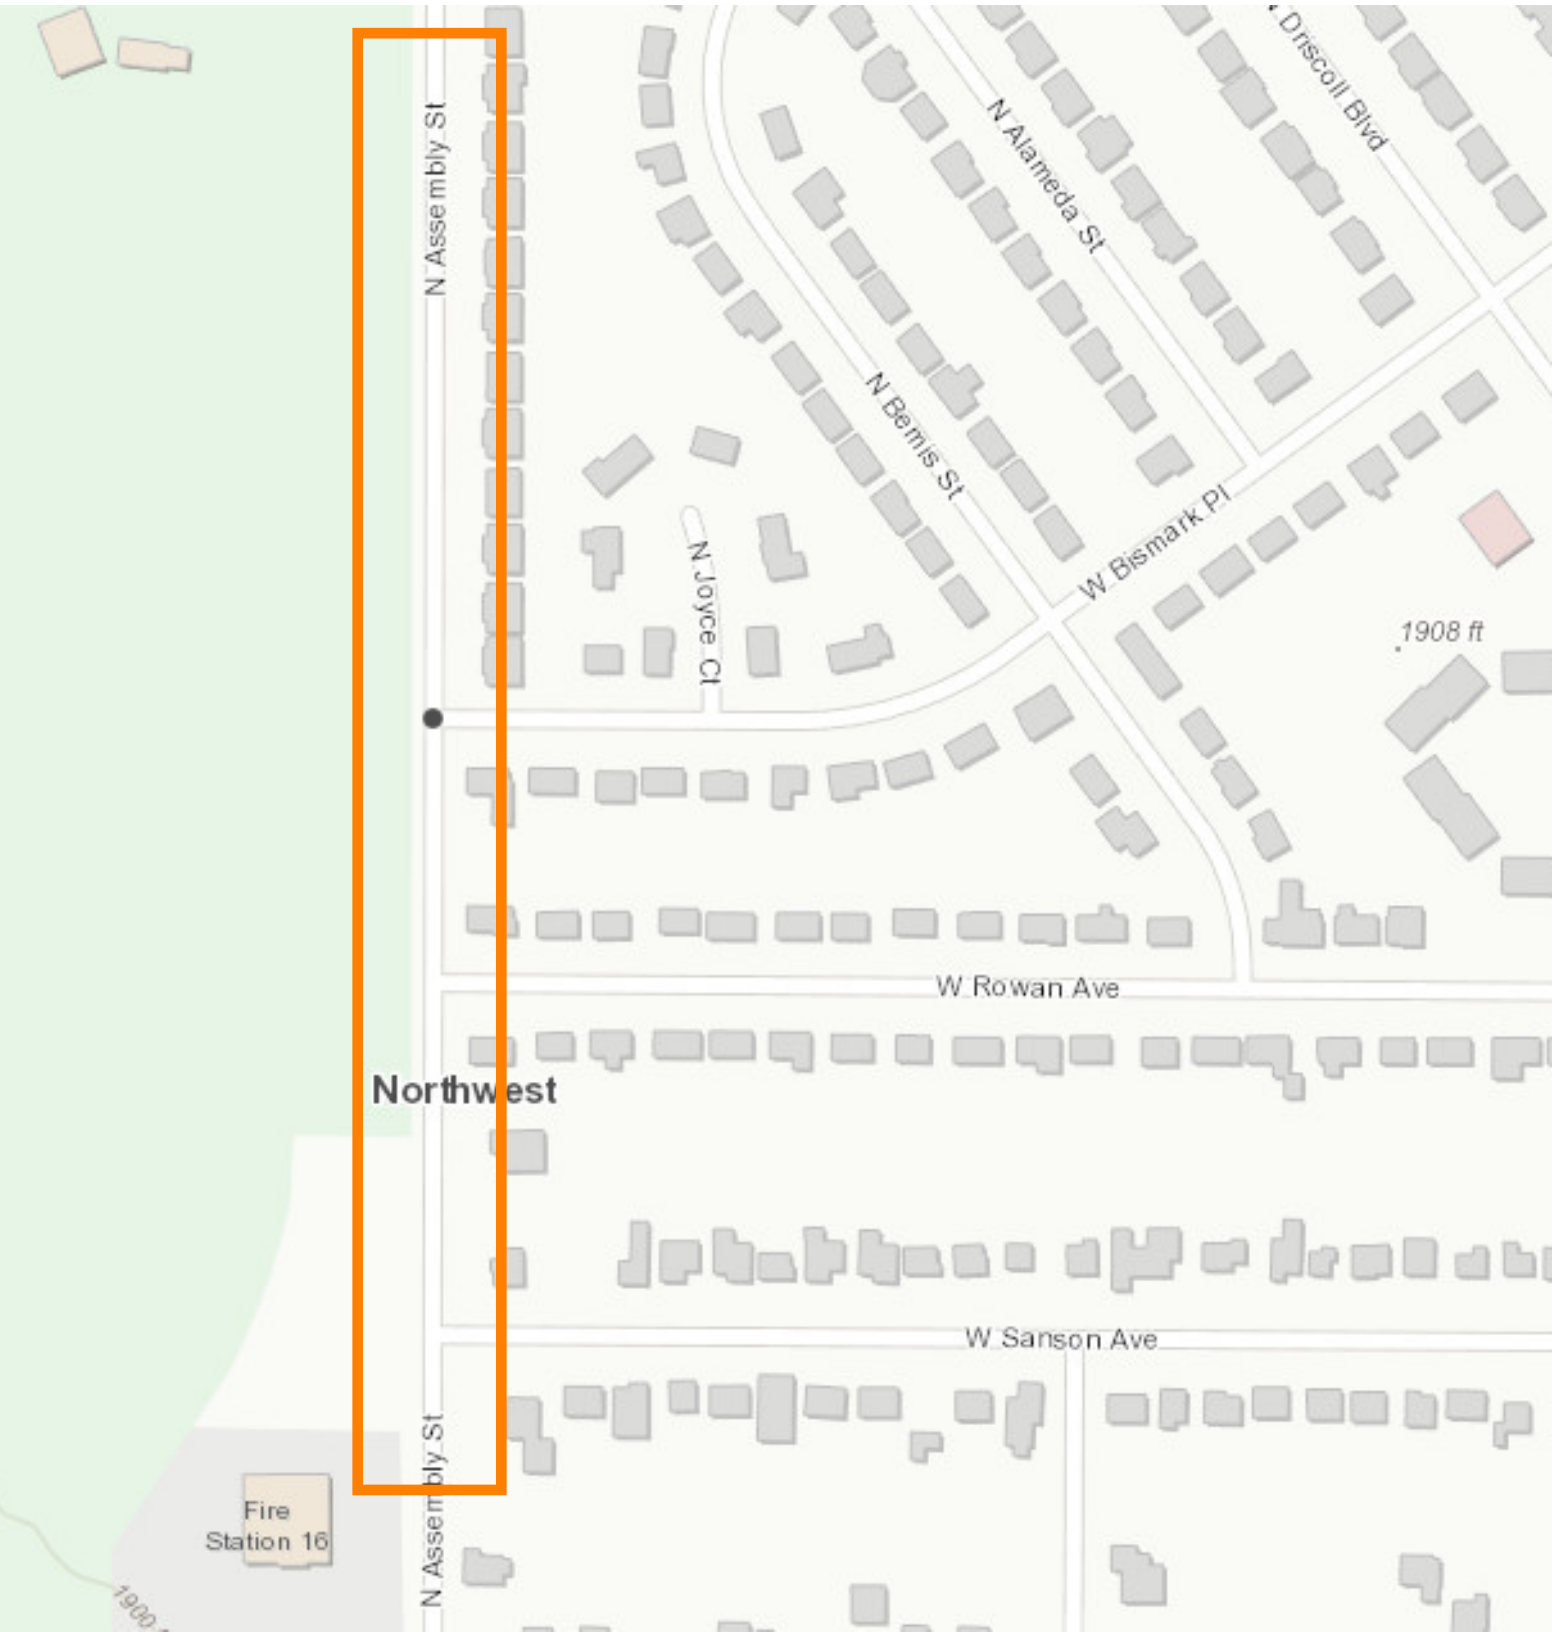 N Driscoll Blvd
N Assembly St
N Alameda St
N Bemis St
W Bismark Pl
N Joyce Ct
1908 ft
W Rowan Ave
Northwest
W Sanson Ave
N Assembly St
Fire
Station 16
1900